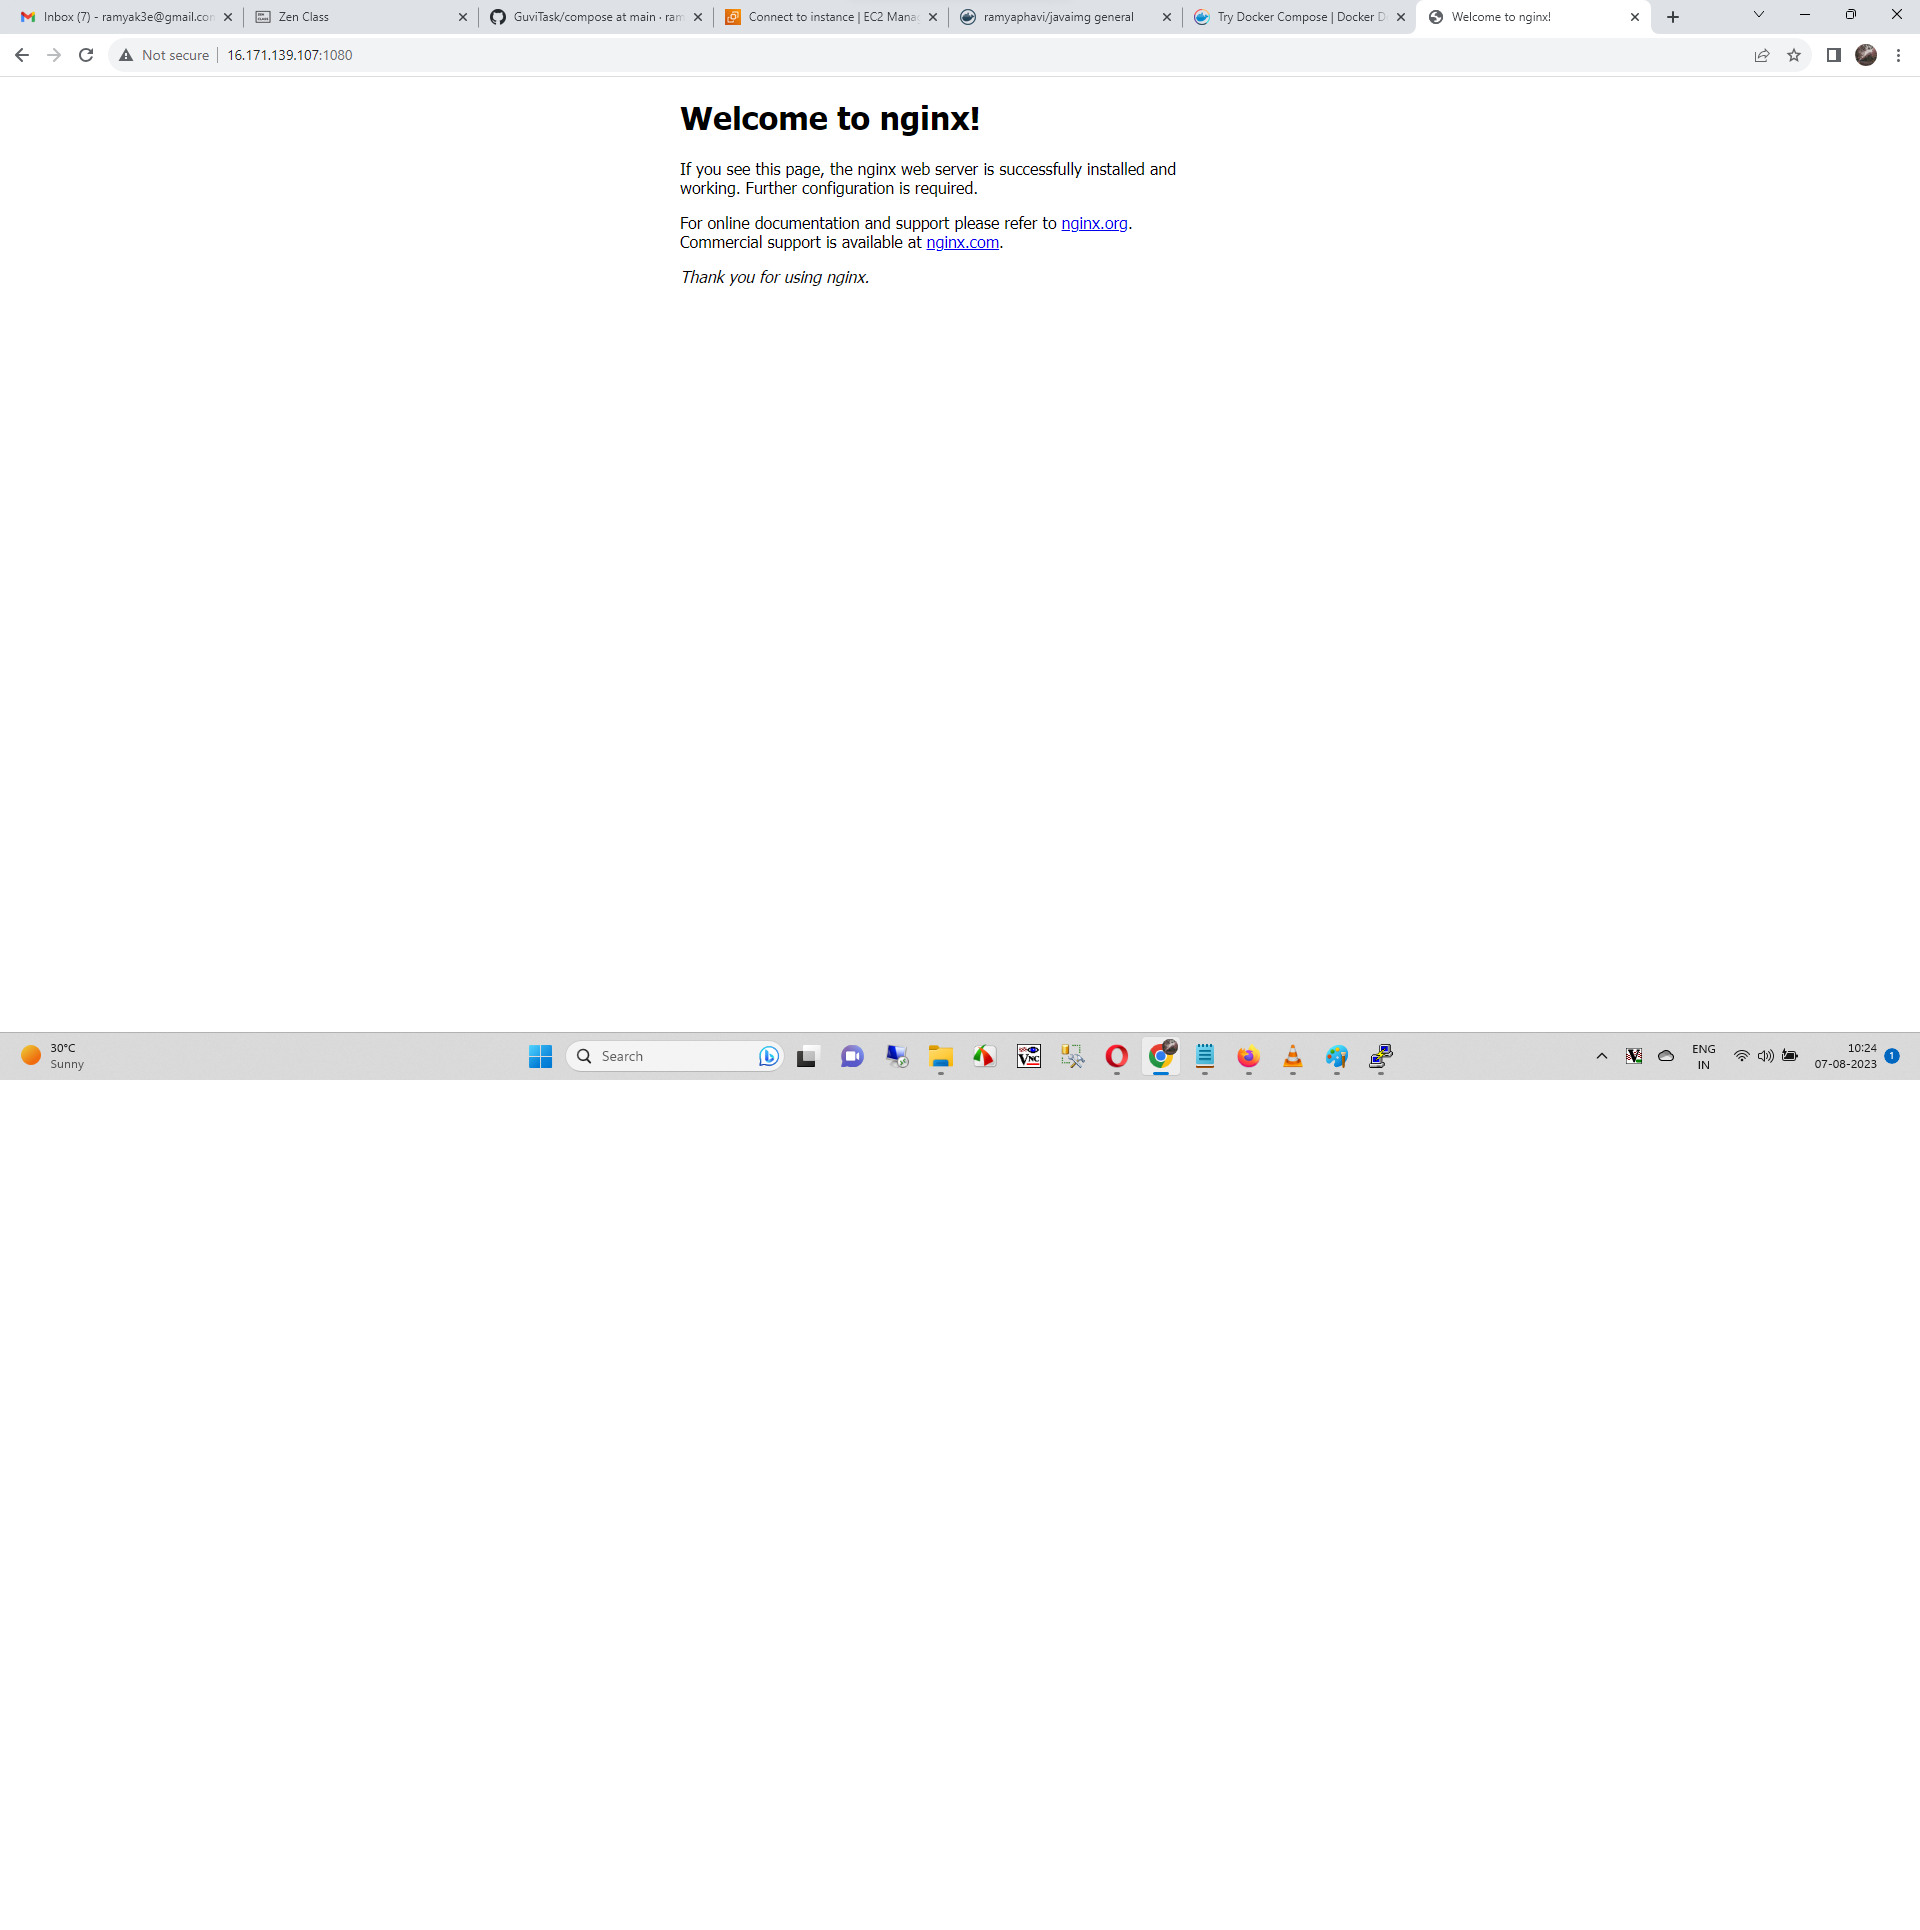 Inbox (7) - ramyak3e@gmail.con
Zen Class
GuviTask/compose at main · ram
Connect to instance | EC2 Manag
ramyaphavi/javaimg general
Try Docker Compose | Docker D
Welcome to nginx!
Not secure
16.171.139.107:1080
Welcome to nginx!
If you see this page, the nginx web server is successfully installed and
working. Further configuration is required.
For online documentation and support please refer to nginx.org.
Commercial support is available at nginx.com.
Thank you for using nginx.
30°C
Sunny
Search
VNC
ENG
IN
10:24
07-08-2023
1